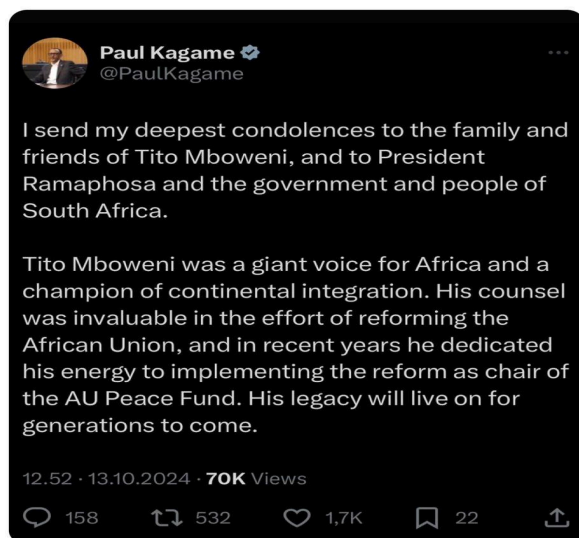 Paul Kagame
@PaulKagame
I send my deepest condolences to the family and
friends of Tito Mboweni, and to President
Ramaphosa and the government and people of
South Africa.
Tito Mboweni was a giant voice for Africa and a
champion of continental integration. His counsel
was invaluable in the effort of reforming the
African Union, and in recent years he dedicated
his energy to implementing the reform as chair of
the AU Peace Fund. His legacy will live on for
generations to come.
12.52 · 13.10.2024 · 70K Views
158 532 1,7K 22